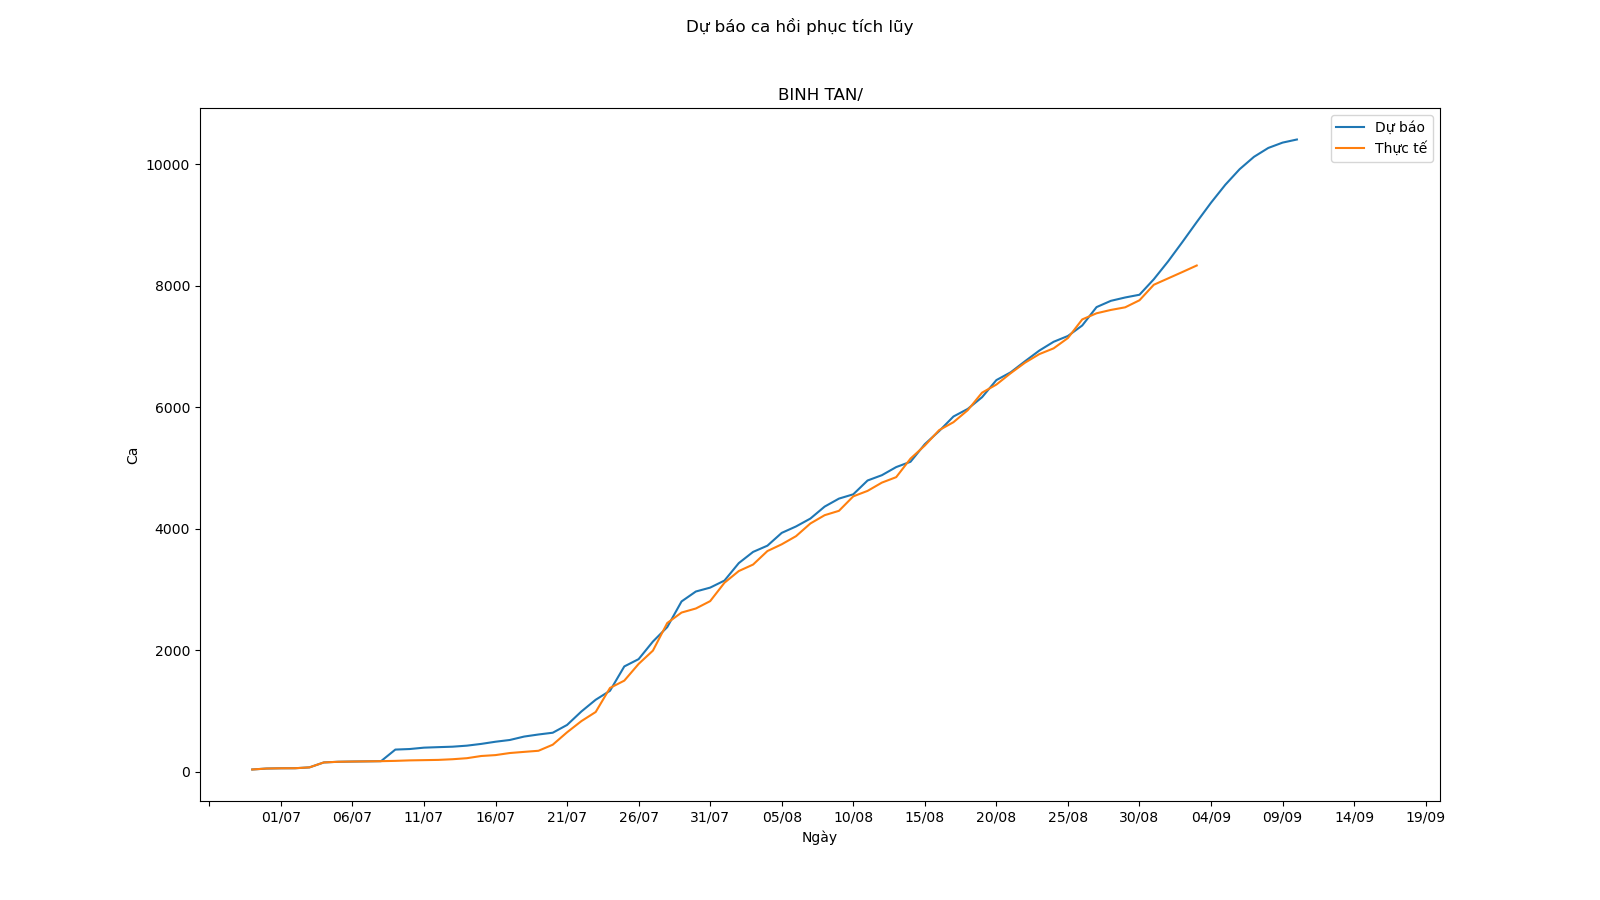 Dự báo ca hồi phục tích lũy
BINH TAN/
Dự báo
Thực tế
10000
8000
6000
4000
2000
0
Ca
01/07 06/07 11/07 16/07 21/07 26/07 31/07 05/08 10/08 15/08 20/08 25/08 30/08 04/09 09/09 14/09 19/09
Ngày